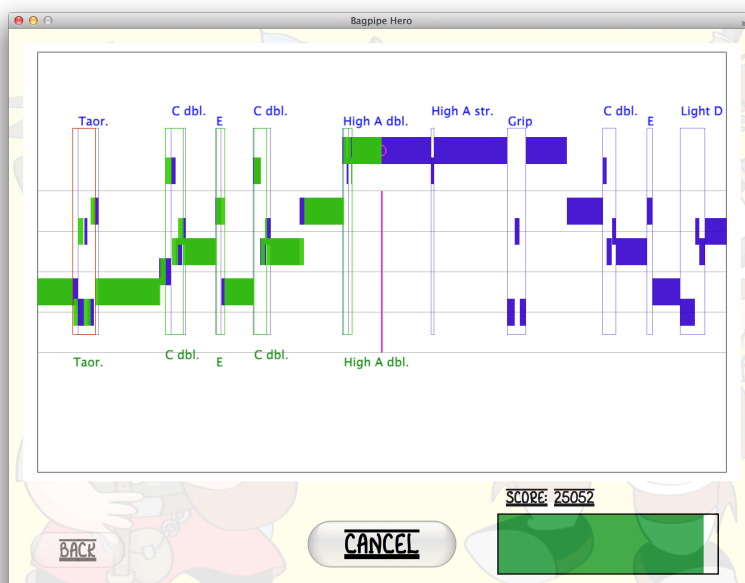 Bagpipe Hero
Taor. C dbl. E C dbl. High A dbl. High A str. Grip C dbl. E Light D
Taor. C dbl. E C dbl. High A dbl.
SCORE: 25052
BACK CANCEL